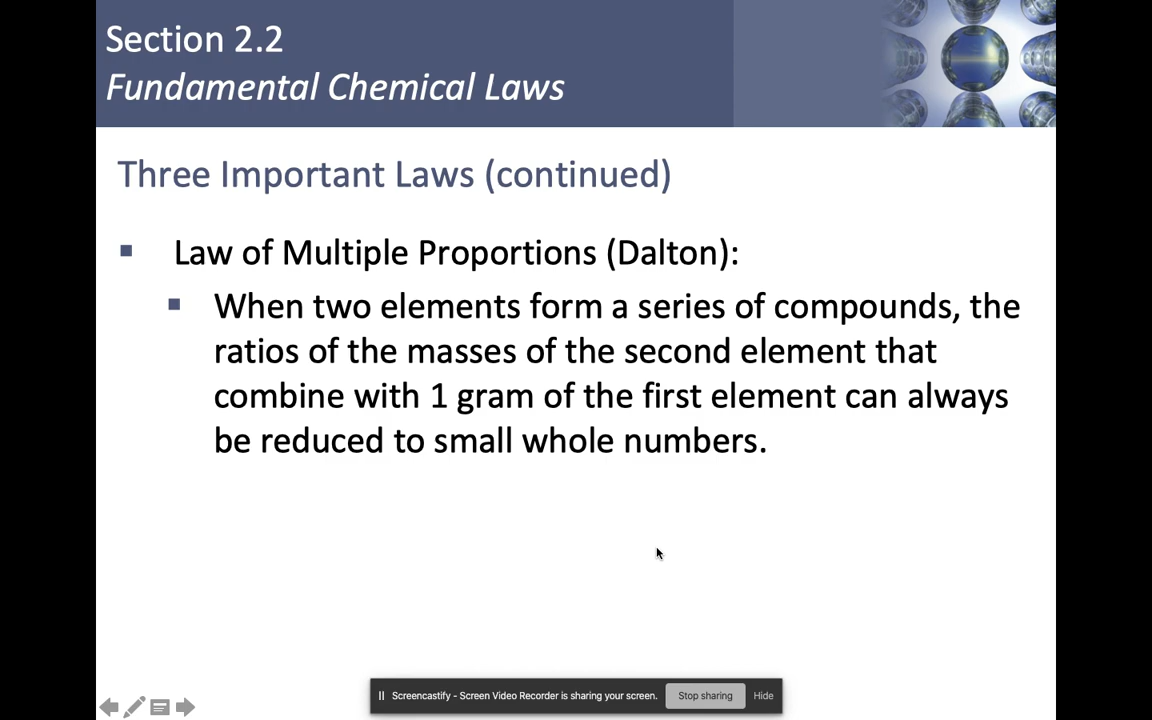 Section 2.2
Fundamental Chemical Laws
Three Important Laws (continued)
Law of Multiple Proportions (Dalton):
When two elements form a series of compounds, the
ratios of the masses of the second element that
combine with 1 gram of the first element can always
be reduced to small whole numbers.
Screencastify - Screen Video Recorder is sharing your screen. Stop sharing Hide